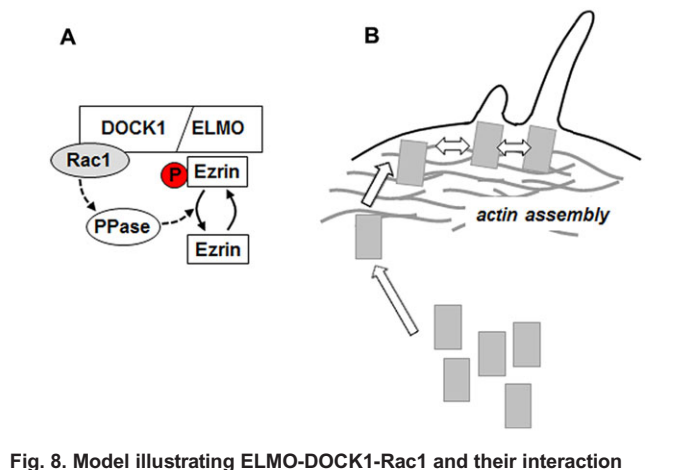 A
DOCK1
ELMO
Rac1
P
Ezrin
PPase
Ezrin
B
actin assembly
Fig. 8. Model illustrating ELMO-DOCK1-Rac1 and their interaction